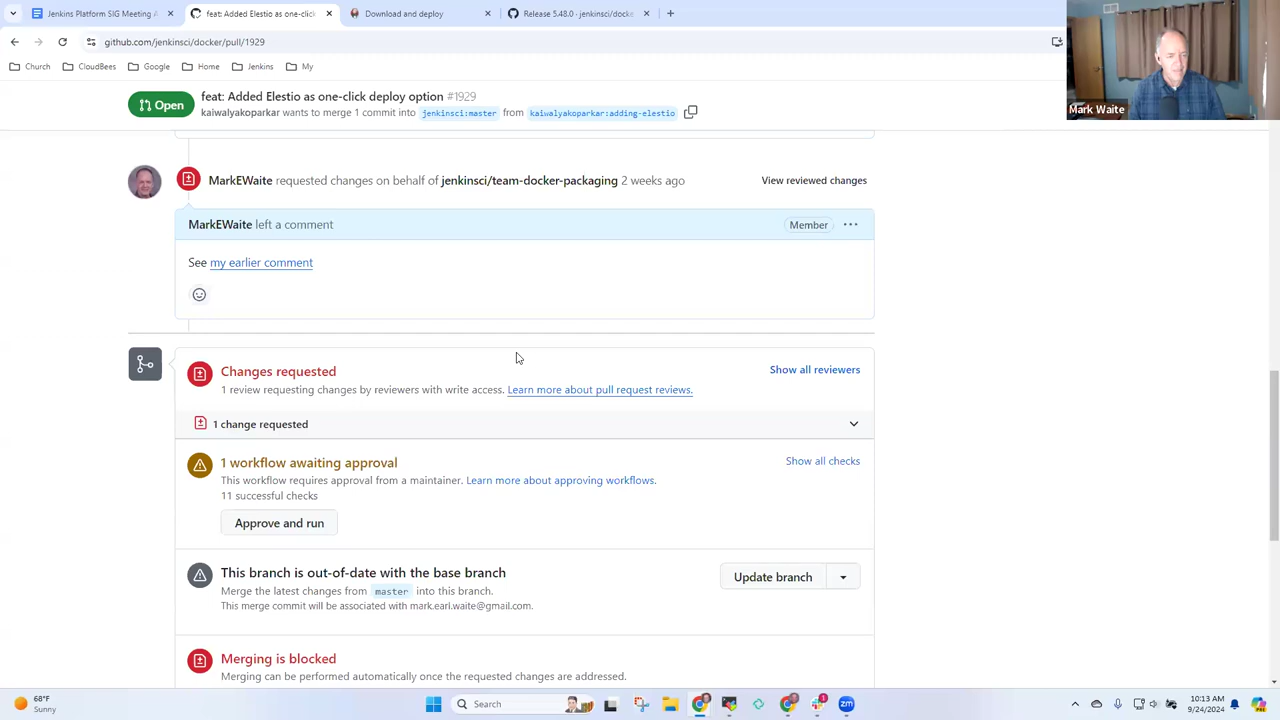 Jenkins Platform SIG Meeting A
feat: Added Elestio as one-click
Download and deploy
Release 5.48.0 · jenkinsci/docke
github.com/jenkinsci/docker/pull/1929
Church
CloudBees
Google
Home
Jenkins
My
Mark Waite
Open
feat: Added Elestio as one-click deploy option #1929
kaiwalyakoparkar wants to merge 1 commit into jenkinsci:master from kaiwalyakoparkar:adding-elestio
MarkEWaite requested changes on behalf of jenkinsci/team-docker-packaging 2 weeks ago
View reviewed changes
MarkEWaite left a comment
Member
See my earlier comment
Changes requested
Show all reviewers
1 review requesting changes by reviewers with write access. Learn more about pull request reviews.
1 change requested
1 workflow awaiting approval
Show all checks
This workflow requires approval from a maintainer. Learn more about approving workflows.
11 successful checks
Approve and run
This branch is out-of-date with the base branch
Update branch
Merge the latest changes from master into this branch.
This merge commit will be associated with mark.earl.waite@gmail.com.
Merging is blocked
Merging can be performed automatically once the requested changes are addressed.
68°F
Sunny
Search
zm
10:13 AM
9/24/2024